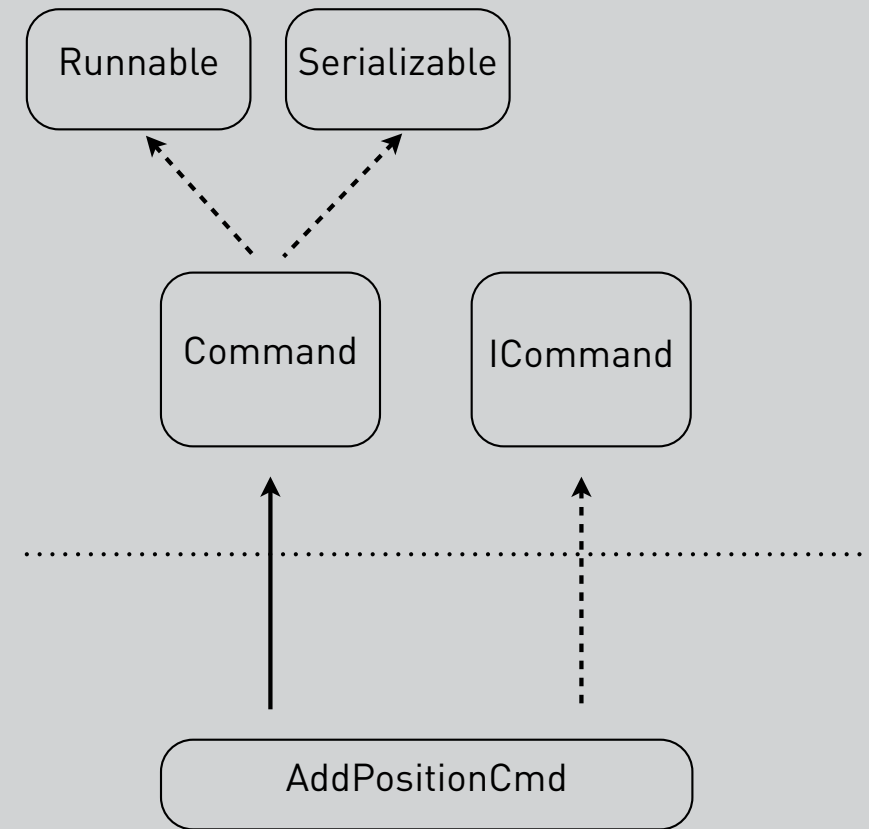 Runnable
Serializable
Command
ICommand
AddPositionCmd